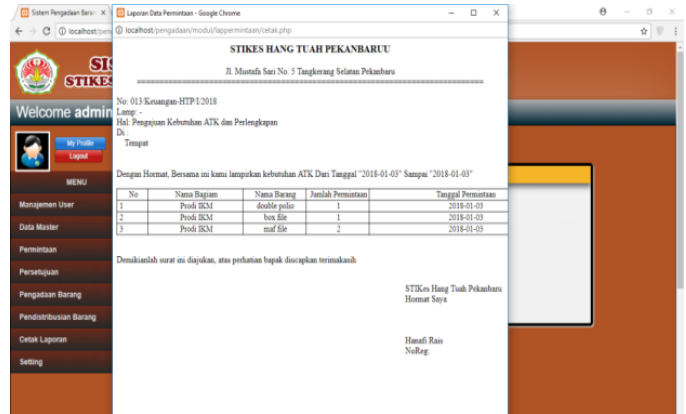 Sistem Pengadaan Baran
Laporan Data Permintaan - Google Chrome
localhost/pen
localhost/pengadaan/modul/lappermintaan/cetak.php
SIS
STIKES
Welcome admin
My Profile
Logout
MENU
Manajemen User
Data Master
Permintaan
Persetujuan
Pengadaan Barang
Pendistribusian Barang
Cetak Laporan
Setting
STIKES HANG TUAH PEKANBARUU
Jl. Mustafa Sari No. 5 Tangkerang Selatan Pekanbaru
No: 013/Keuangan-HTP/I/2018
Lamp: -
Hal: Pengajuan Kebutuhan ATK dan Perlengkapan
Di :
Tempat
Dengan Hormat, Bersama ini kami lampirkan kebutuhan ATK Dari Tanggal "2018-01-03" Sampai "2018-01-03"
No Nama Bagian Nama Barang Jumlah Permintaan Tanggal Permintaan
1 Prodi IKM double polio 1 2018-01-03
2 Prodi IKM box file 1 2018-01-03
3 Prodi IKM maf file 2 2018-01-03
Demikianlah surat ini diajukan, atas perhatian bapak diucapkan terimakasih
STIKes Hang Tuah Pekanbaru
Hormat Saya
Hanafi Rais
NoReg: